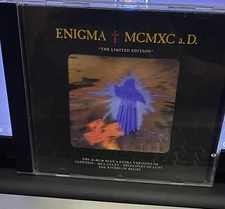 ENIGMA † MCMXC a.D.
"THE LIMITED EDITION"
THE ALBUM PLUS 4 EXTRA VERSIONS OF
SADENESS · MEA CULPA · PRINCIPLES OF LUST
THE RIVERS OF BELIEF